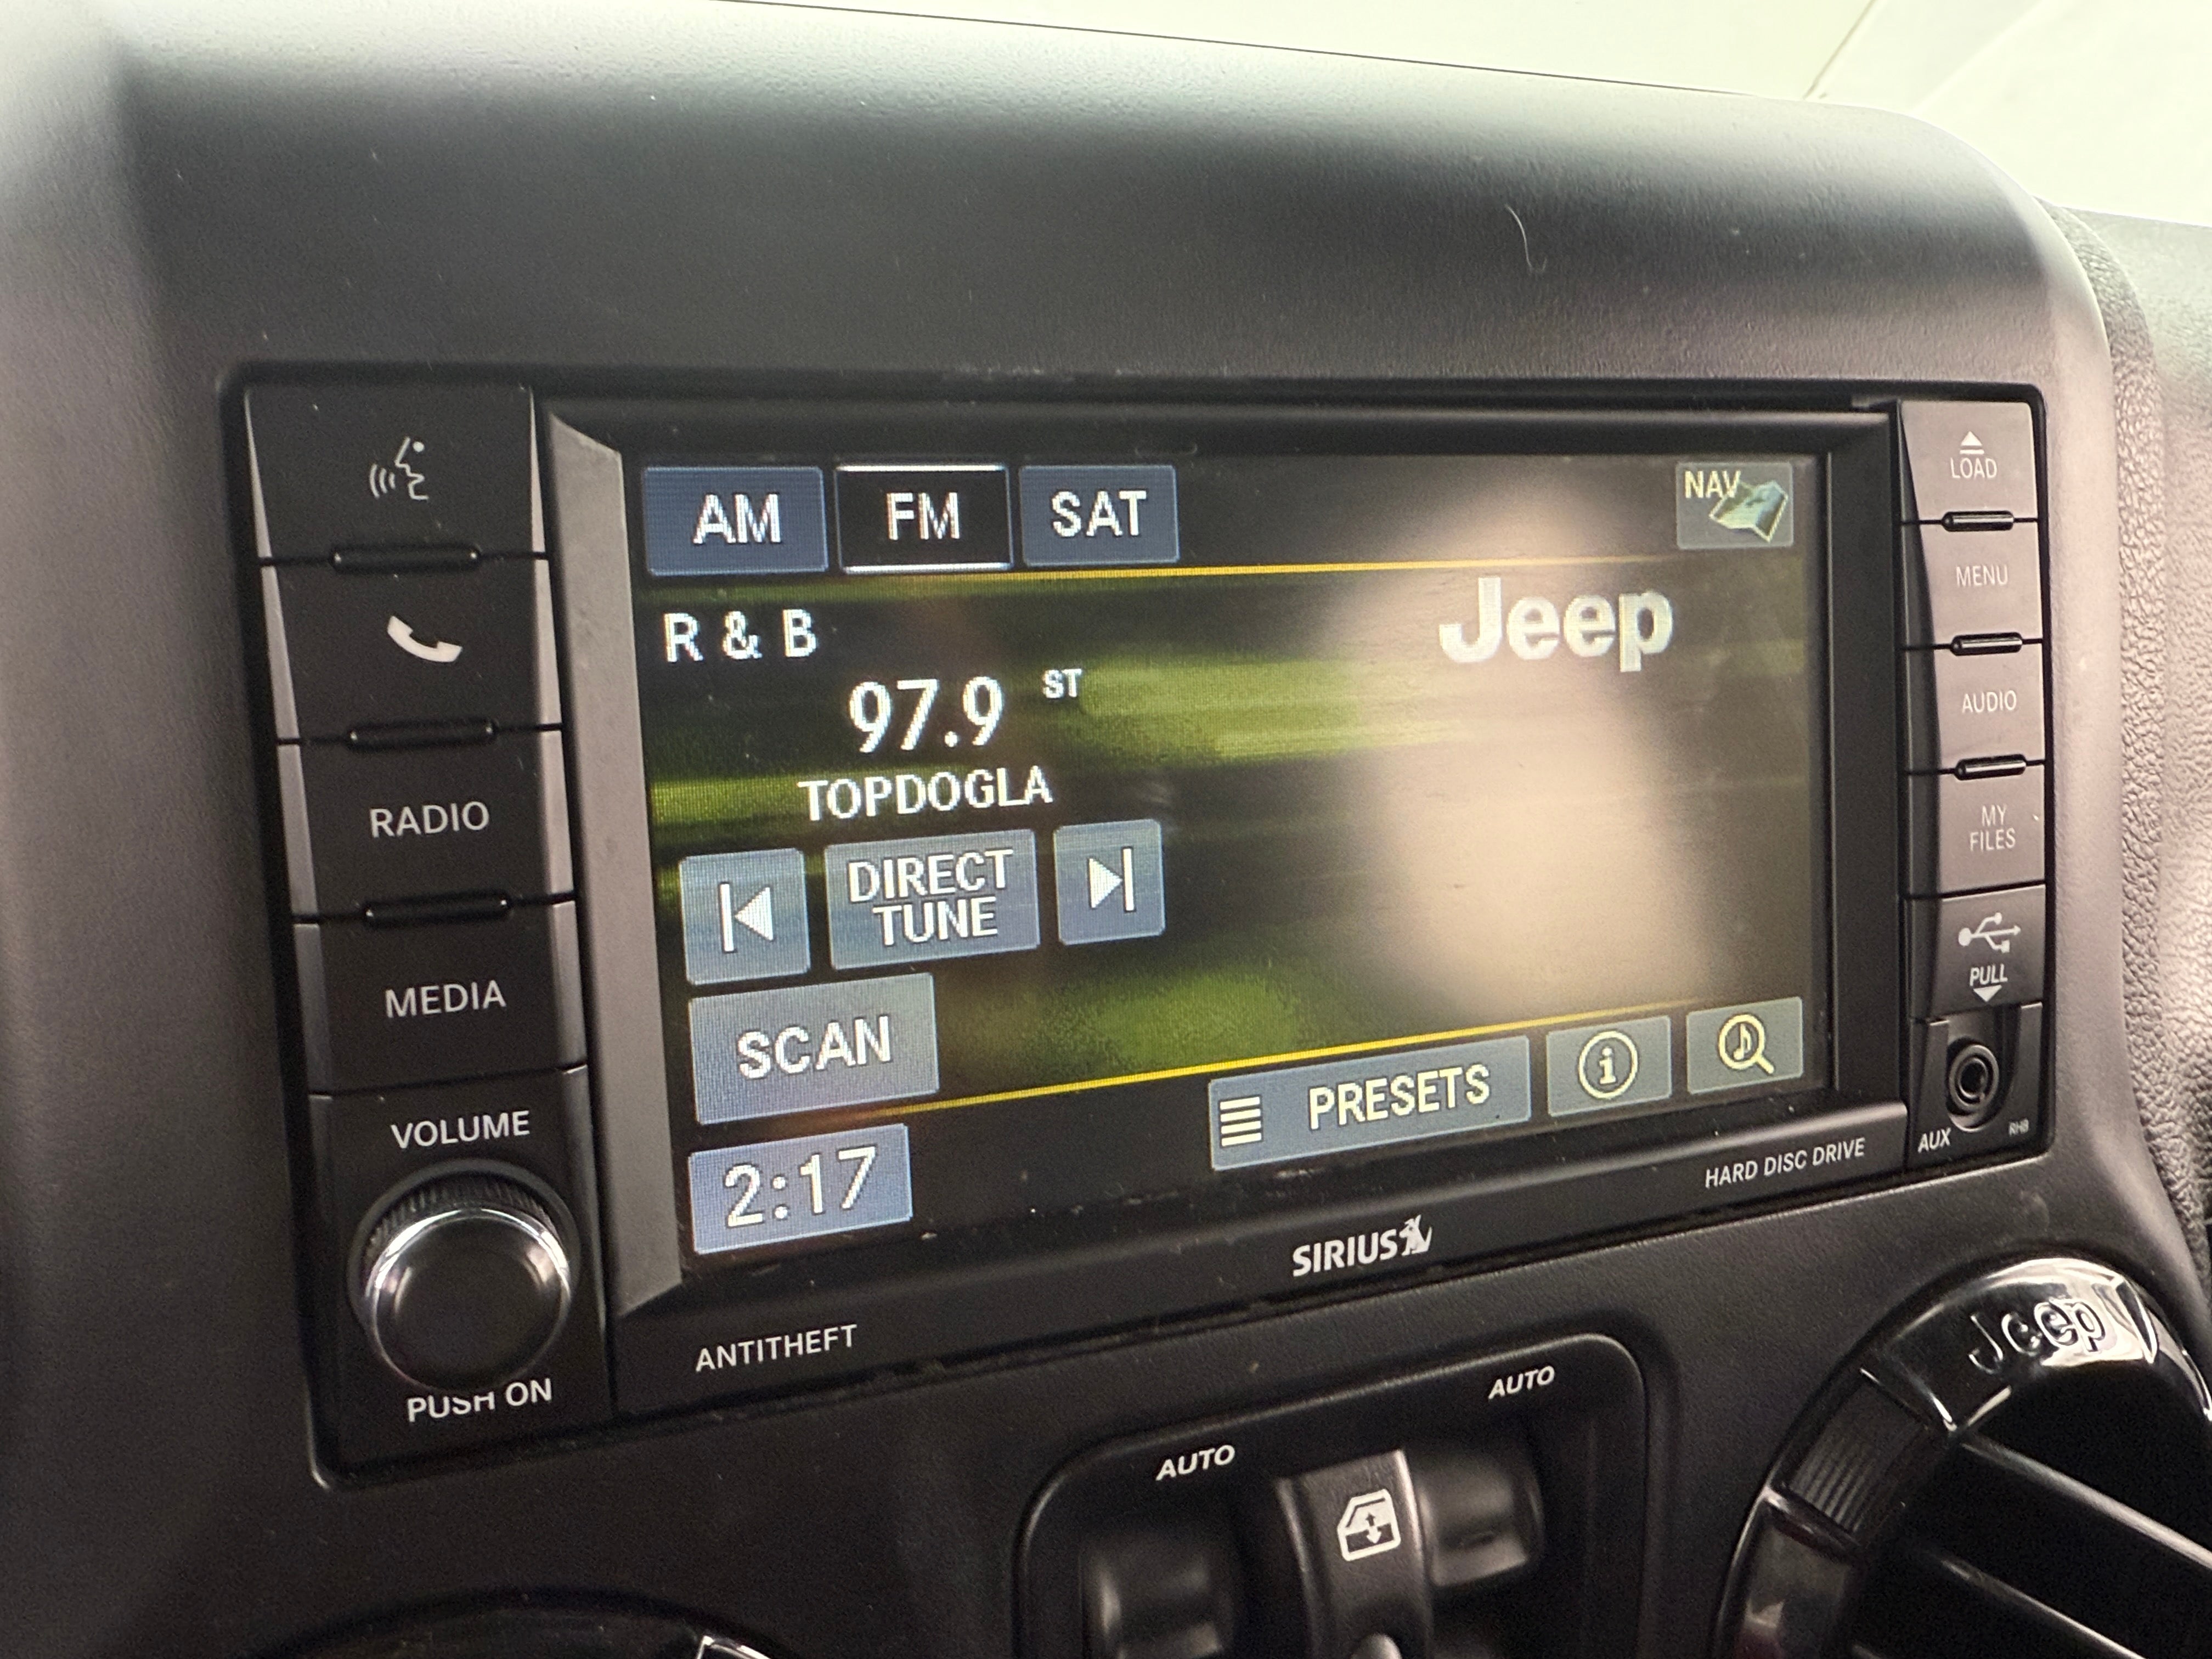 AM FM SAT NAV
R & B Jeep
97.9 ST
TOPDOGLA
DIRECT
TUNE
SCAN
PRESETS
2:17
RADIO
MEDIA
VOLUME
PUSH ON
LOAD
MENU
AUDIO
MY
FILES
PULL
AUX RHB
HARD DISC DRIVE
SIRIUS
ANTITHEFT
AUTO AUTO
Jeep